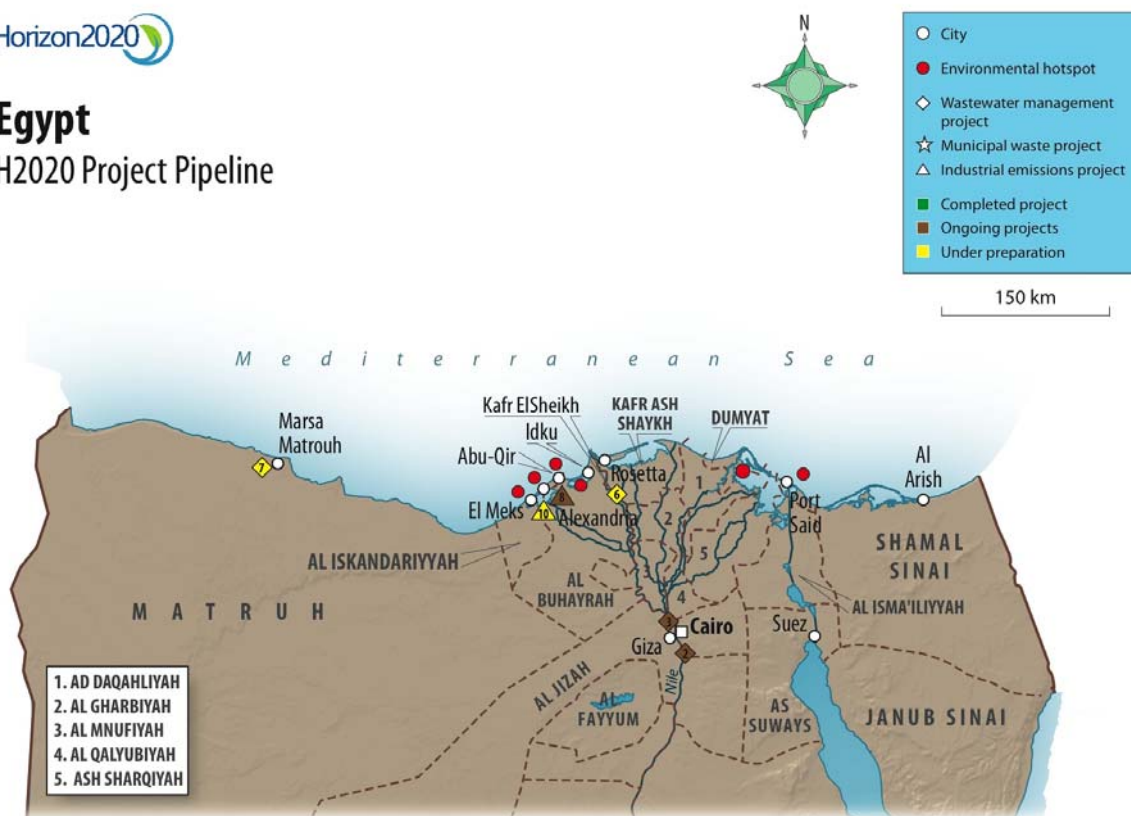 Horizon2020
Egypt
H2020 Project Pipeline
N
City
Environmental hotspot
Wastewater management
project
Municipal waste project
Industrial emissions project
Completed project
Ongoing projects
Under preparation
150 km
Mediterranean Sea
Marsa
Matrouh
7
Kafr ElSheikh
Idku
Abu-Qir
El Meks
Alexandria
8
10
Rosetta
6
KAFR ASH
SHAYKH
DUMYAT
Port
Said
Al
Arish
AL ISKANDARIYYAH
AL
BUHAYRAH
1
2
3
4
5
SHAMAL
SINAI
AL ISMA'ILIYYAH
MATRUH
3
Cairo
Giza
2
Suez
AL JIZAH
AL
FAYYUM
Nile
AS
SUWAYS
JANUB SINAI
1. AD DAQAHLIYAH
2. AL GHARBIYAH
3. AL MNUFIYAH
4. AL QALYUBIYAH
5. ASH SHARQIYAH